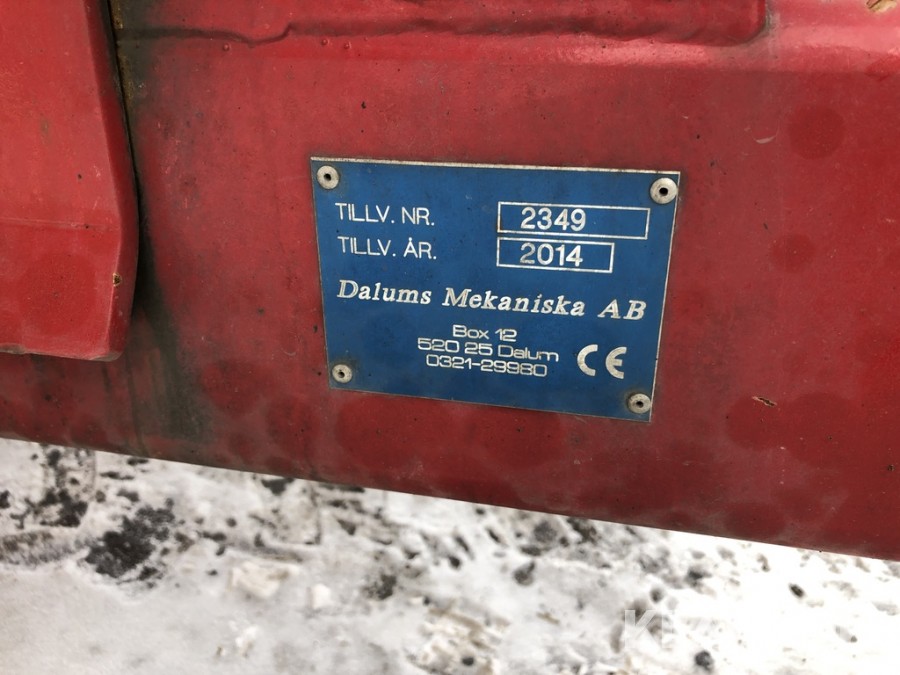 TILLV. NR. 2349
TILLV. ÅR. 2014
Dalums Mekaniska AB
Box 12
520 25 Dalum
0321-29980
CE